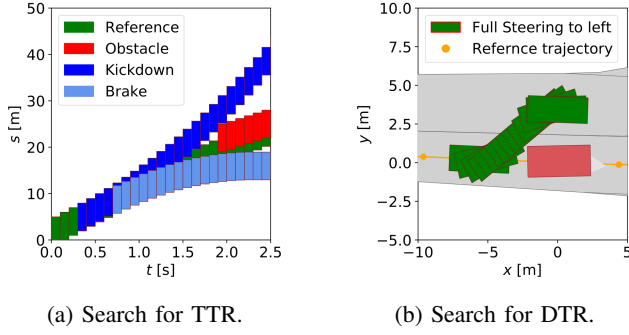 50
40
30
20
10
0
s [m]
Reference
Obstacle
Kickdown
Brake
0.0 0.5 1.0 1.5 2.0 2.5
t [s]
(a) Search for TTR.
10.0
7.5
5.0
2.5
0.0
−2.5
−5.0
y [m]
Full Steering to left
Refernce trajectory
−10 −5 0 5
x [m]
(b) Search for DTR.